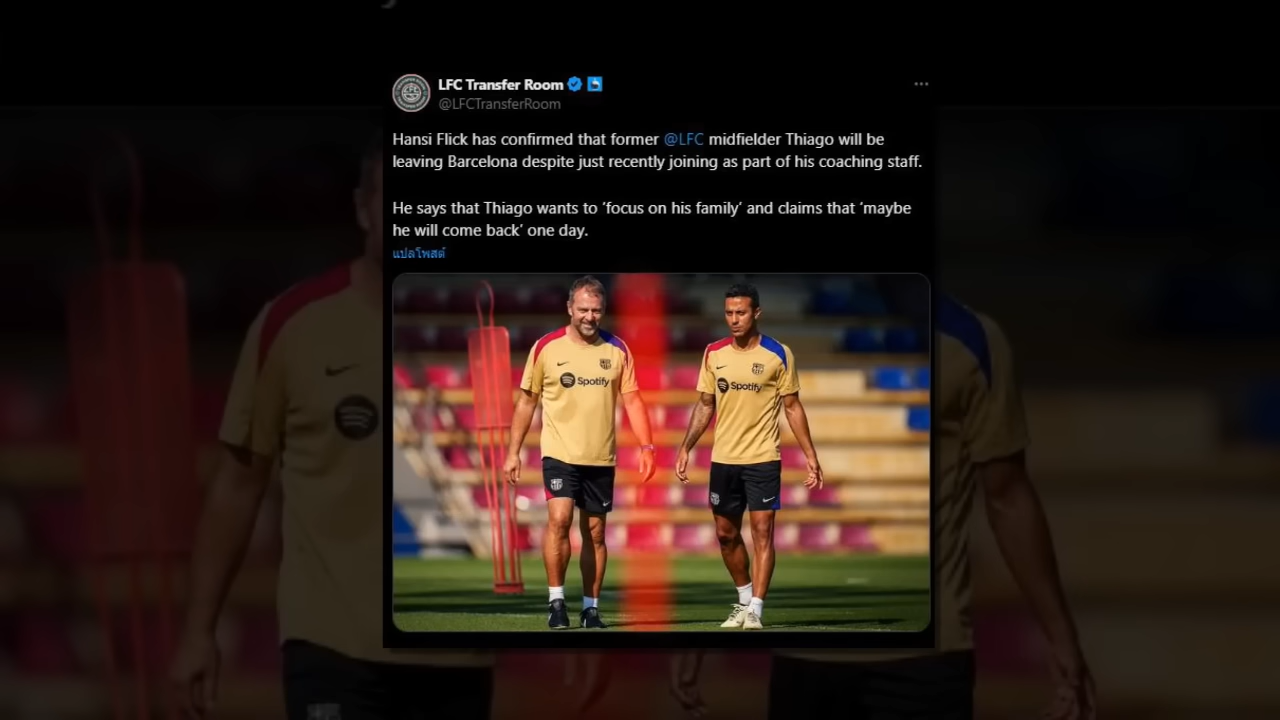 LFC Transfer Room
@LFCTransferRoom
Hansi Flick has confirmed that former @LFC midfielder Thiago will be
leaving Barcelona despite just recently joining as part of his coaching staff.
He says that Thiago wants to ‘focus on his family’ and claims that ‘maybe
he will come back’ one day.
แปลโพสต์
Spotify
Spotify